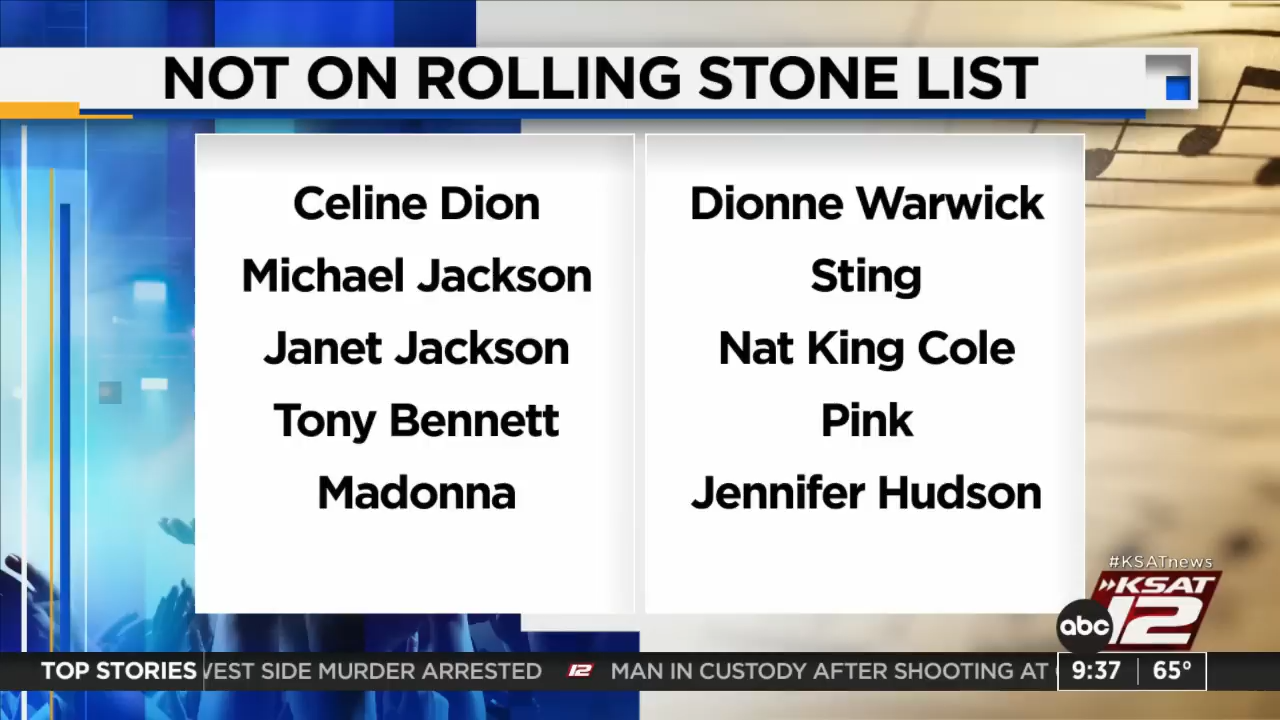 NOT ON ROLLING STONE LIST
Celine Dion
Michael Jackson
Janet Jackson
Tony Bennett
Madonna
Dionne Warwick
Sting
Nat King Cole
Pink
Jennifer Hudson
#KSATnews
KSAT
12
abc
TOP STORIES
WEST SIDE MURDER ARRESTED 12 MAN IN CUSTODY AFTER SHOOTING AT
9:37 65°